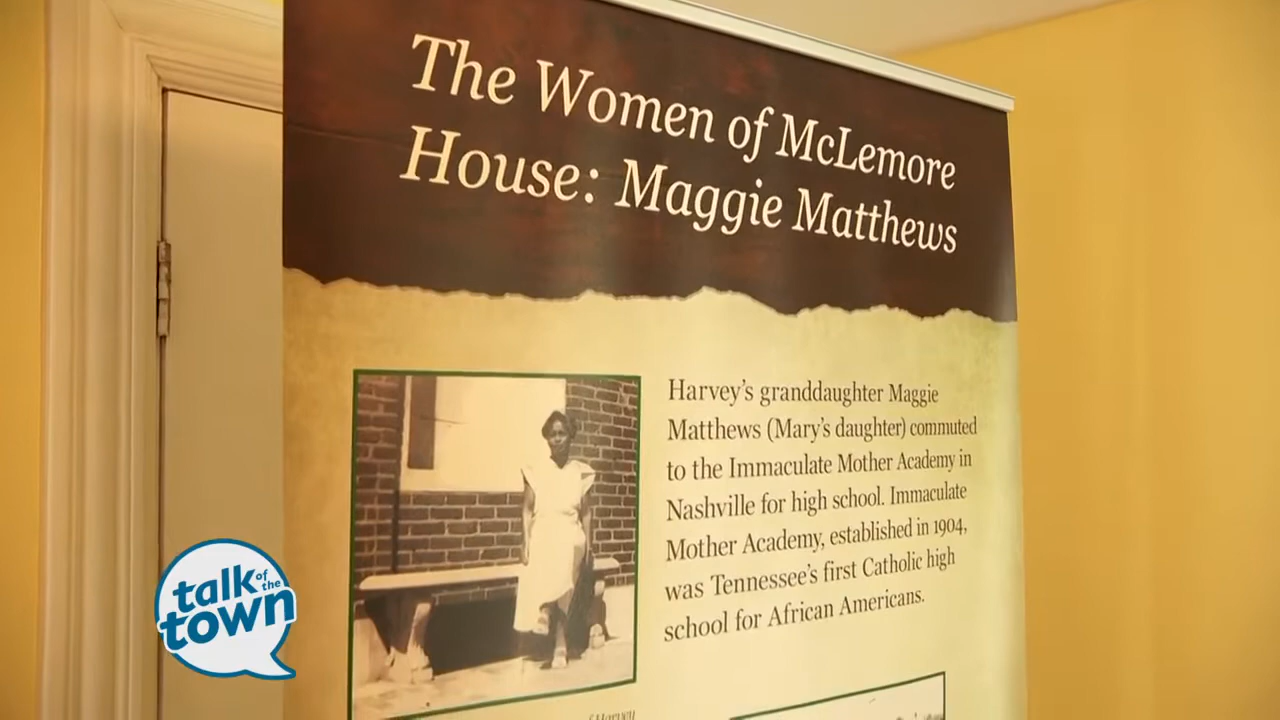 The Women of McLemore
House: Maggie Matthews
Harvey's granddaughter Maggie
Matthews (Mary's daughter) commuted
to the Immaculate Mother Academy in
Nashville for high school. Immaculate
Mother Academy, established in 1904,
was Tennessee's first Catholic high
school for African Americans.
of Harvey
talk of the
town